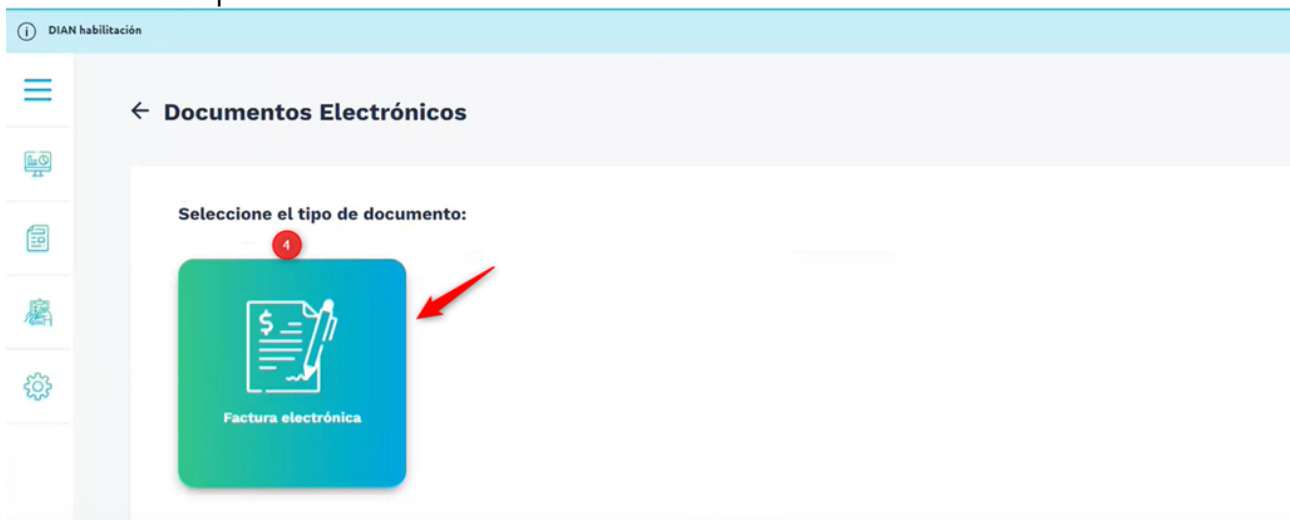 DIAN habilitación
← Documentos Electrónicos
Seleccione el tipo de documento:
4
$
Factura electrónica